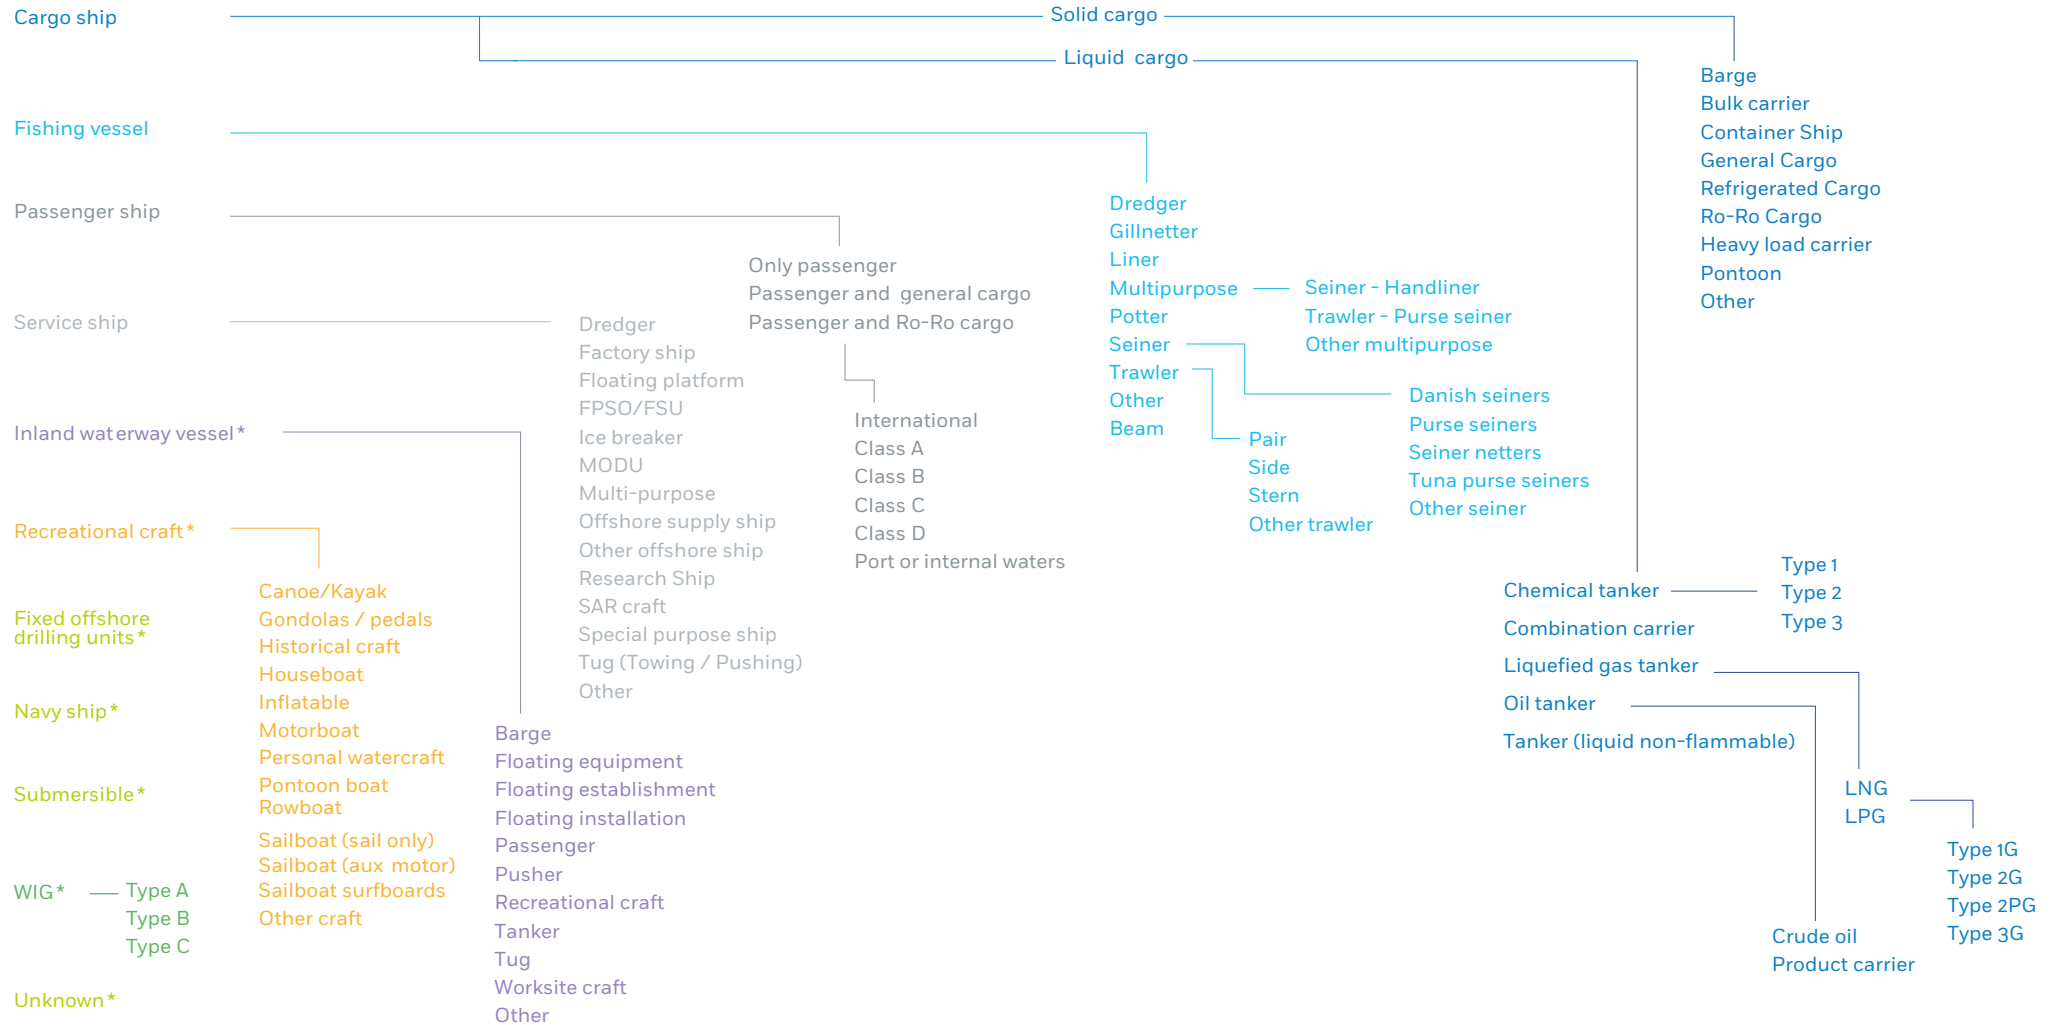 Cargo ship
Solid cargo
Liquid cargo
Barge
Bulk carrier
Container Ship
General Cargo
Refrigerated Cargo
Ro-Ro Cargo
Heavy load carrier
Pontoon
Other
Fishing vessel
Dredger
Gillnetter
Liner
Multipurpose
Potter
Seiner
Trawler
Other
Beam
Seiner - Handliner
Trawler - Purse seiner
Other multipurpose
Danish seiners
Purse seiners
Seiner netters
Tuna purse seiners
Other seiner
Pair
Side
Stern
Other trawler
Passenger ship
Only passenger
Passenger and general cargo
Passenger and Ro-Ro cargo
International
Class A
Class B
Class C
Class D
Port or internal waters
Service ship
Dredger
Factory ship
Floating platform
FPSO/FSU
Ice breaker
MODU
Multi-purpose
Offshore supply ship
Other offshore ship
Research Ship
SAR craft
Special purpose ship
Tug (Towing / Pushing)
Other
Inland waterway vessel*
Barge
Floating equipment
Floating establishment
Floating installation
Passenger
Pusher
Recreational craft
Tanker
Tug
Worksite craft
Other
Recreational craft*
Canoe/Kayak
Gondolas / pedals
Historical craft
Houseboat
Inflatable
Motorboat
Personal watercraft
Pontoon boat
Rowboat
Sailboat (sail only)
Sailboat (aux motor)
Sailboat surfboards
Other craft
Chemical tanker
Combination carrier
Liquefied gas tanker
Oil tanker
Tanker (liquid non-flammable)
Type 1
Type 2
Type 3
LNG
LPG
Type 1G
Type 2G
Type 2PG
Type 3G
Crude oil
Product carrier
Fixed offshore
drilling units*
Navy ship*
Submersible*
WIG*
Type A
Type B
Type C
Unknown*